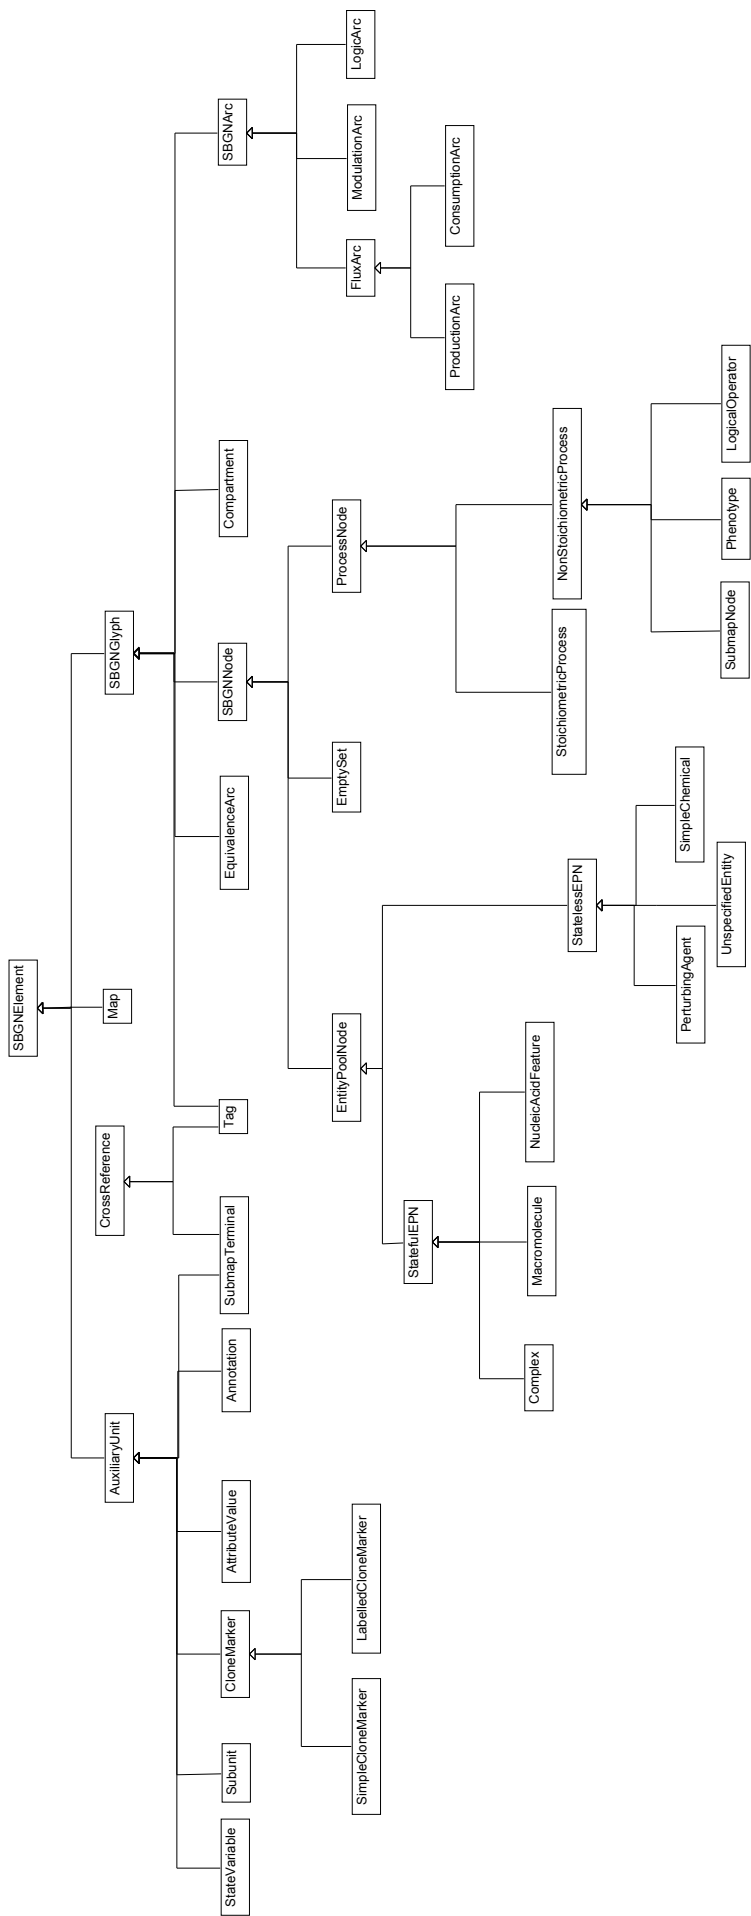 SBGNElement
AuxiliaryUnit
Map
SBGNGlyph
CrossReference
StateVariable
Subunit
CloneMarker
AttributeValue
Annotation
SubmapTerminal
Tag
EquivalenceArc
SBGNNode
Compartment
SBGNArc
SimpleCloneMarker
LabelledCloneMarker
EntityPoolNode
EmptySet
ProcessNode
FluxArc
ModulationArc
LogicArc
StatefulEPN
StatelessEPN
StoichiometricProcess
NonStoichiometricProcess
ProductionArc
ConsumptionArc
Complex
Macromolecule
NucleicAcidFeature
PerturbingAgent
UnspecifiedEntity
SimpleChemical
SubmapNode
Phenotype
LogicalOperator